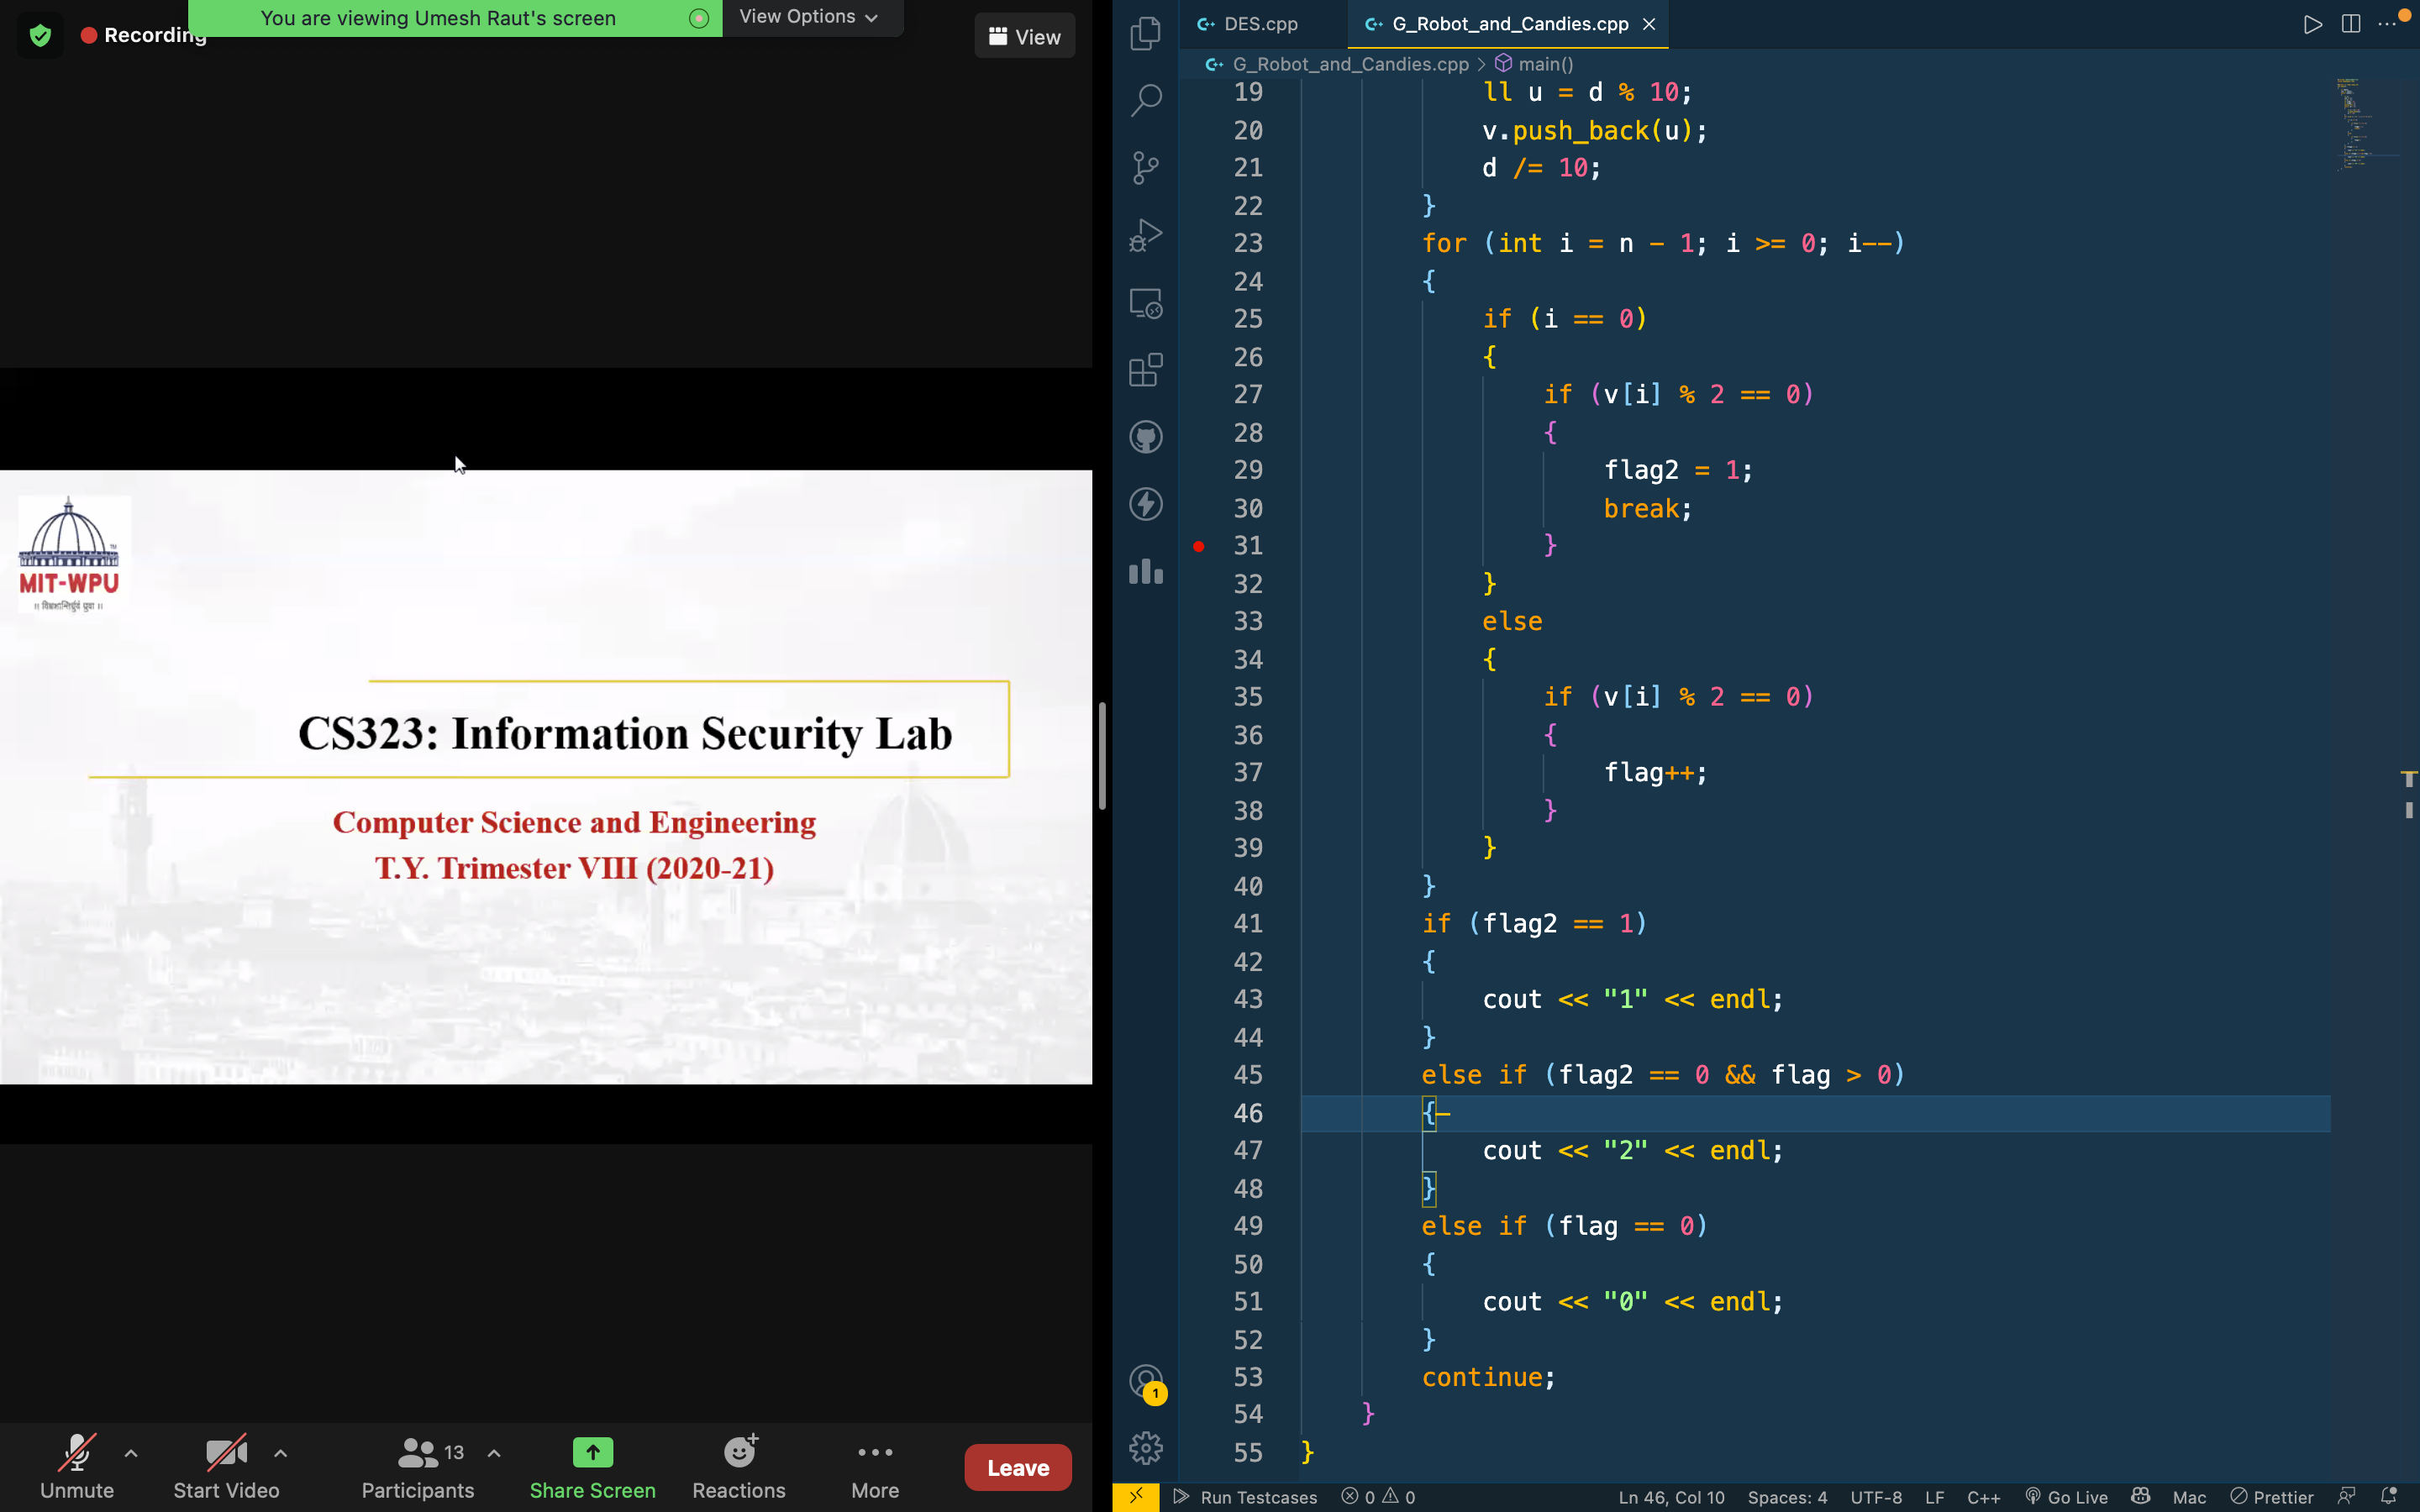 You are viewing Umesh Raut's screen
View Options
Recording
View
MIT-WPU
CS323: Information Security Lab
Computer Science and Engineering
T.Y. Trimester VIII (2020-21)
Unmute
Start Video
13
Participants
Share Screen
Reactions
More
Leave
DES.cpp
G_Robot_and_Candies.cpp
G_Robot_and_Candies.cpp > main()
19 ll u = d % 10;
20 v.push_back(u);
21 d /= 10;
22 }
23 for (int i = n - 1; i >= 0; i--)
24 {
25 if (i == 0)
26 {
27 if (v[i] % 2 == 0)
28 {
29 flag2 = 1;
30 break;
31 }
32 }
33 else
34 {
35 if (v[i] % 2 == 0)
36 {
37 flag++;
38 }
39 }
40 }
41 if (flag2 == 1)
42 {
43 cout << "1" << endl;
44 }
45 else if (flag2 == 0 && flag > 0)
46 {
47 cout << "2" << endl;
48 }
49 else if (flag == 0)
50 {
51 cout << "0" << endl;
52 }
53 continue;
54 }
55 }
1
Run Testcases
0
0
Ln 46, Col 10
Spaces: 4
UTF-8
LF
C++
Go Live
Mac
Prettier